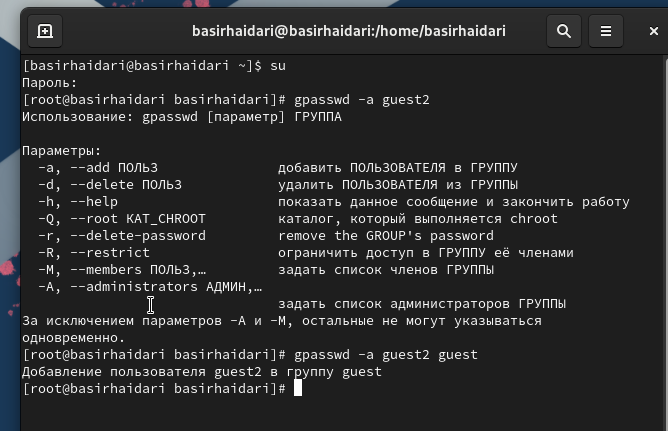 basirhaidari@basirhaidari:/home/basirhaidari
[basirhaidari@basirhaidari ~]$ su
Пароль:
[root@basirhaidari basirhaidari]# gpasswd -a guest2
Использование: gpasswd [параметр] ГРУППА
Параметры:
-a, --add ПОЛЬЗ добавить ПОЛЬЗОВАТЕЛЯ в ГРУППУ
-d, --delete ПОЛЬЗ удалить ПОЛЬЗОВАТЕЛЯ из ГРУППЫ
-h, --help показать данное сообщение и закончить работу
-Q, --root КАТ_CHROOT каталог, который выполняется chroot
-r, --delete-password remove the GROUP's password
-R, --restrict ограничить доступ в ГРУППУ её членами
-M, --members ПОЛЬЗ,… задать список членов ГРУППЫ
-A, --administrators АДМИН,…
задать список администраторов ГРУППЫ
За исключением параметров -A и -M, остальные не могут указываться
одновременно.
[root@basirhaidari basirhaidari]# gpasswd -a guest2 guest
Добавление пользователя guest2 в группу guest
[root@basirhaidari basirhaidari]#